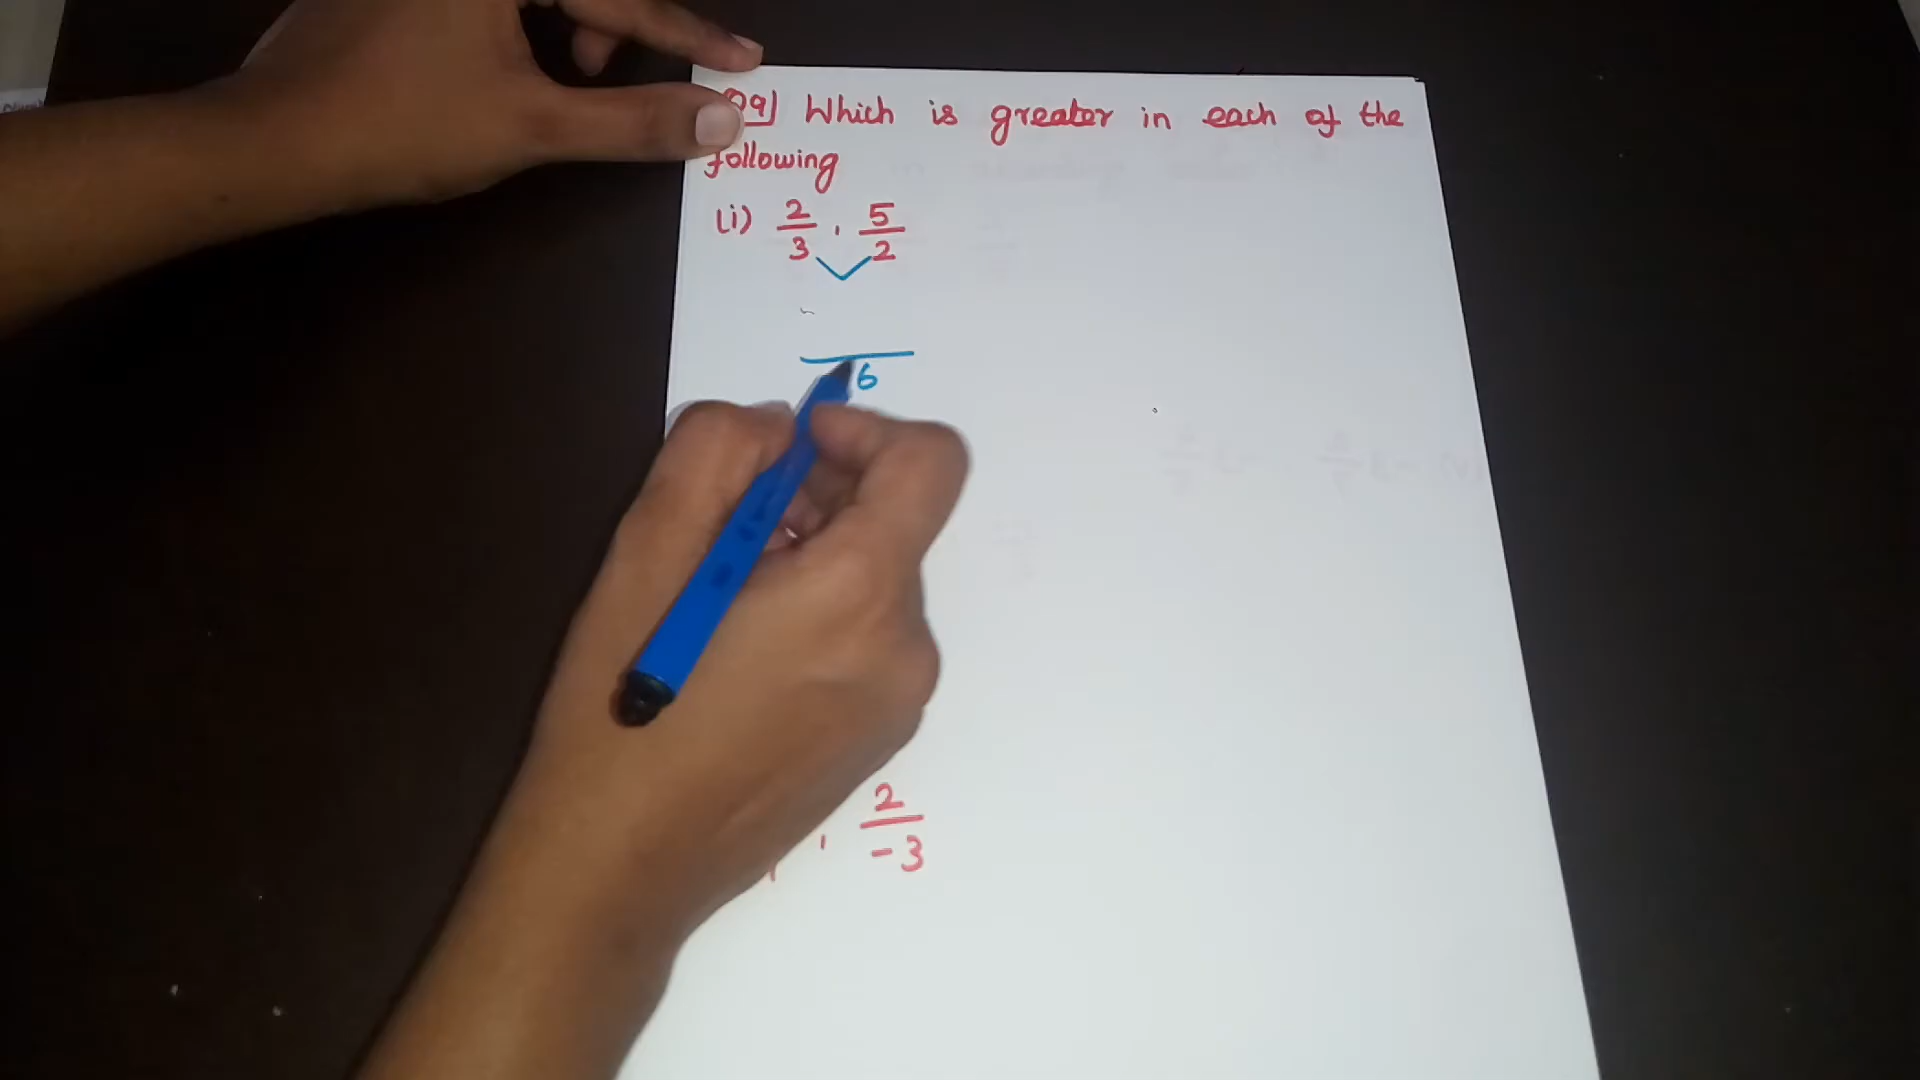 Q9) Which is greater in each of the
following
(i) 2/3 , 5/2
6
, 2/-3